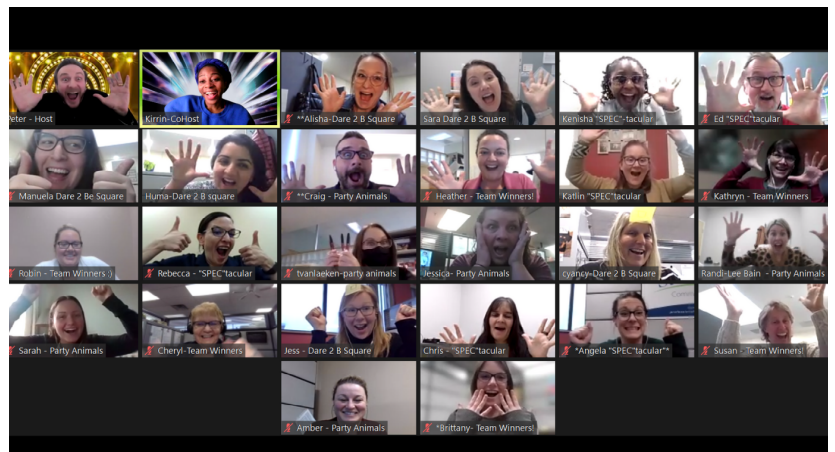 Peter - Host
Kirrin-CoHost
**Alisha-Dare 2 B Square
Sara Dare 2 B Square
Kenisha "SPEC"-tacular
Ed "SPEC"tacular
Manuela Dare 2 Be Square
Huma-Dare 2 B square
**Craig - Party Animals
Heather - Team Winners!
Katlin "SPEC"tacular
Kathryn - Team Winners
Robin - Team Winners :)
Rebecca - "SPEC"tacular
tvanlaeken-party animals
Jessica- Party Animals
cyancy-Dare 2 B Square
Randi-Lee Bain - Party Animals
Sarah - Party Animals
Cheryl-Team Winners
Jess - Dare 2 B Square
Chris - "SPEC"tacular
*Angela "SPEC"tacular"*
Susan - Team Winners!
Amber - Party Animals
*Brittany- Team Winners!